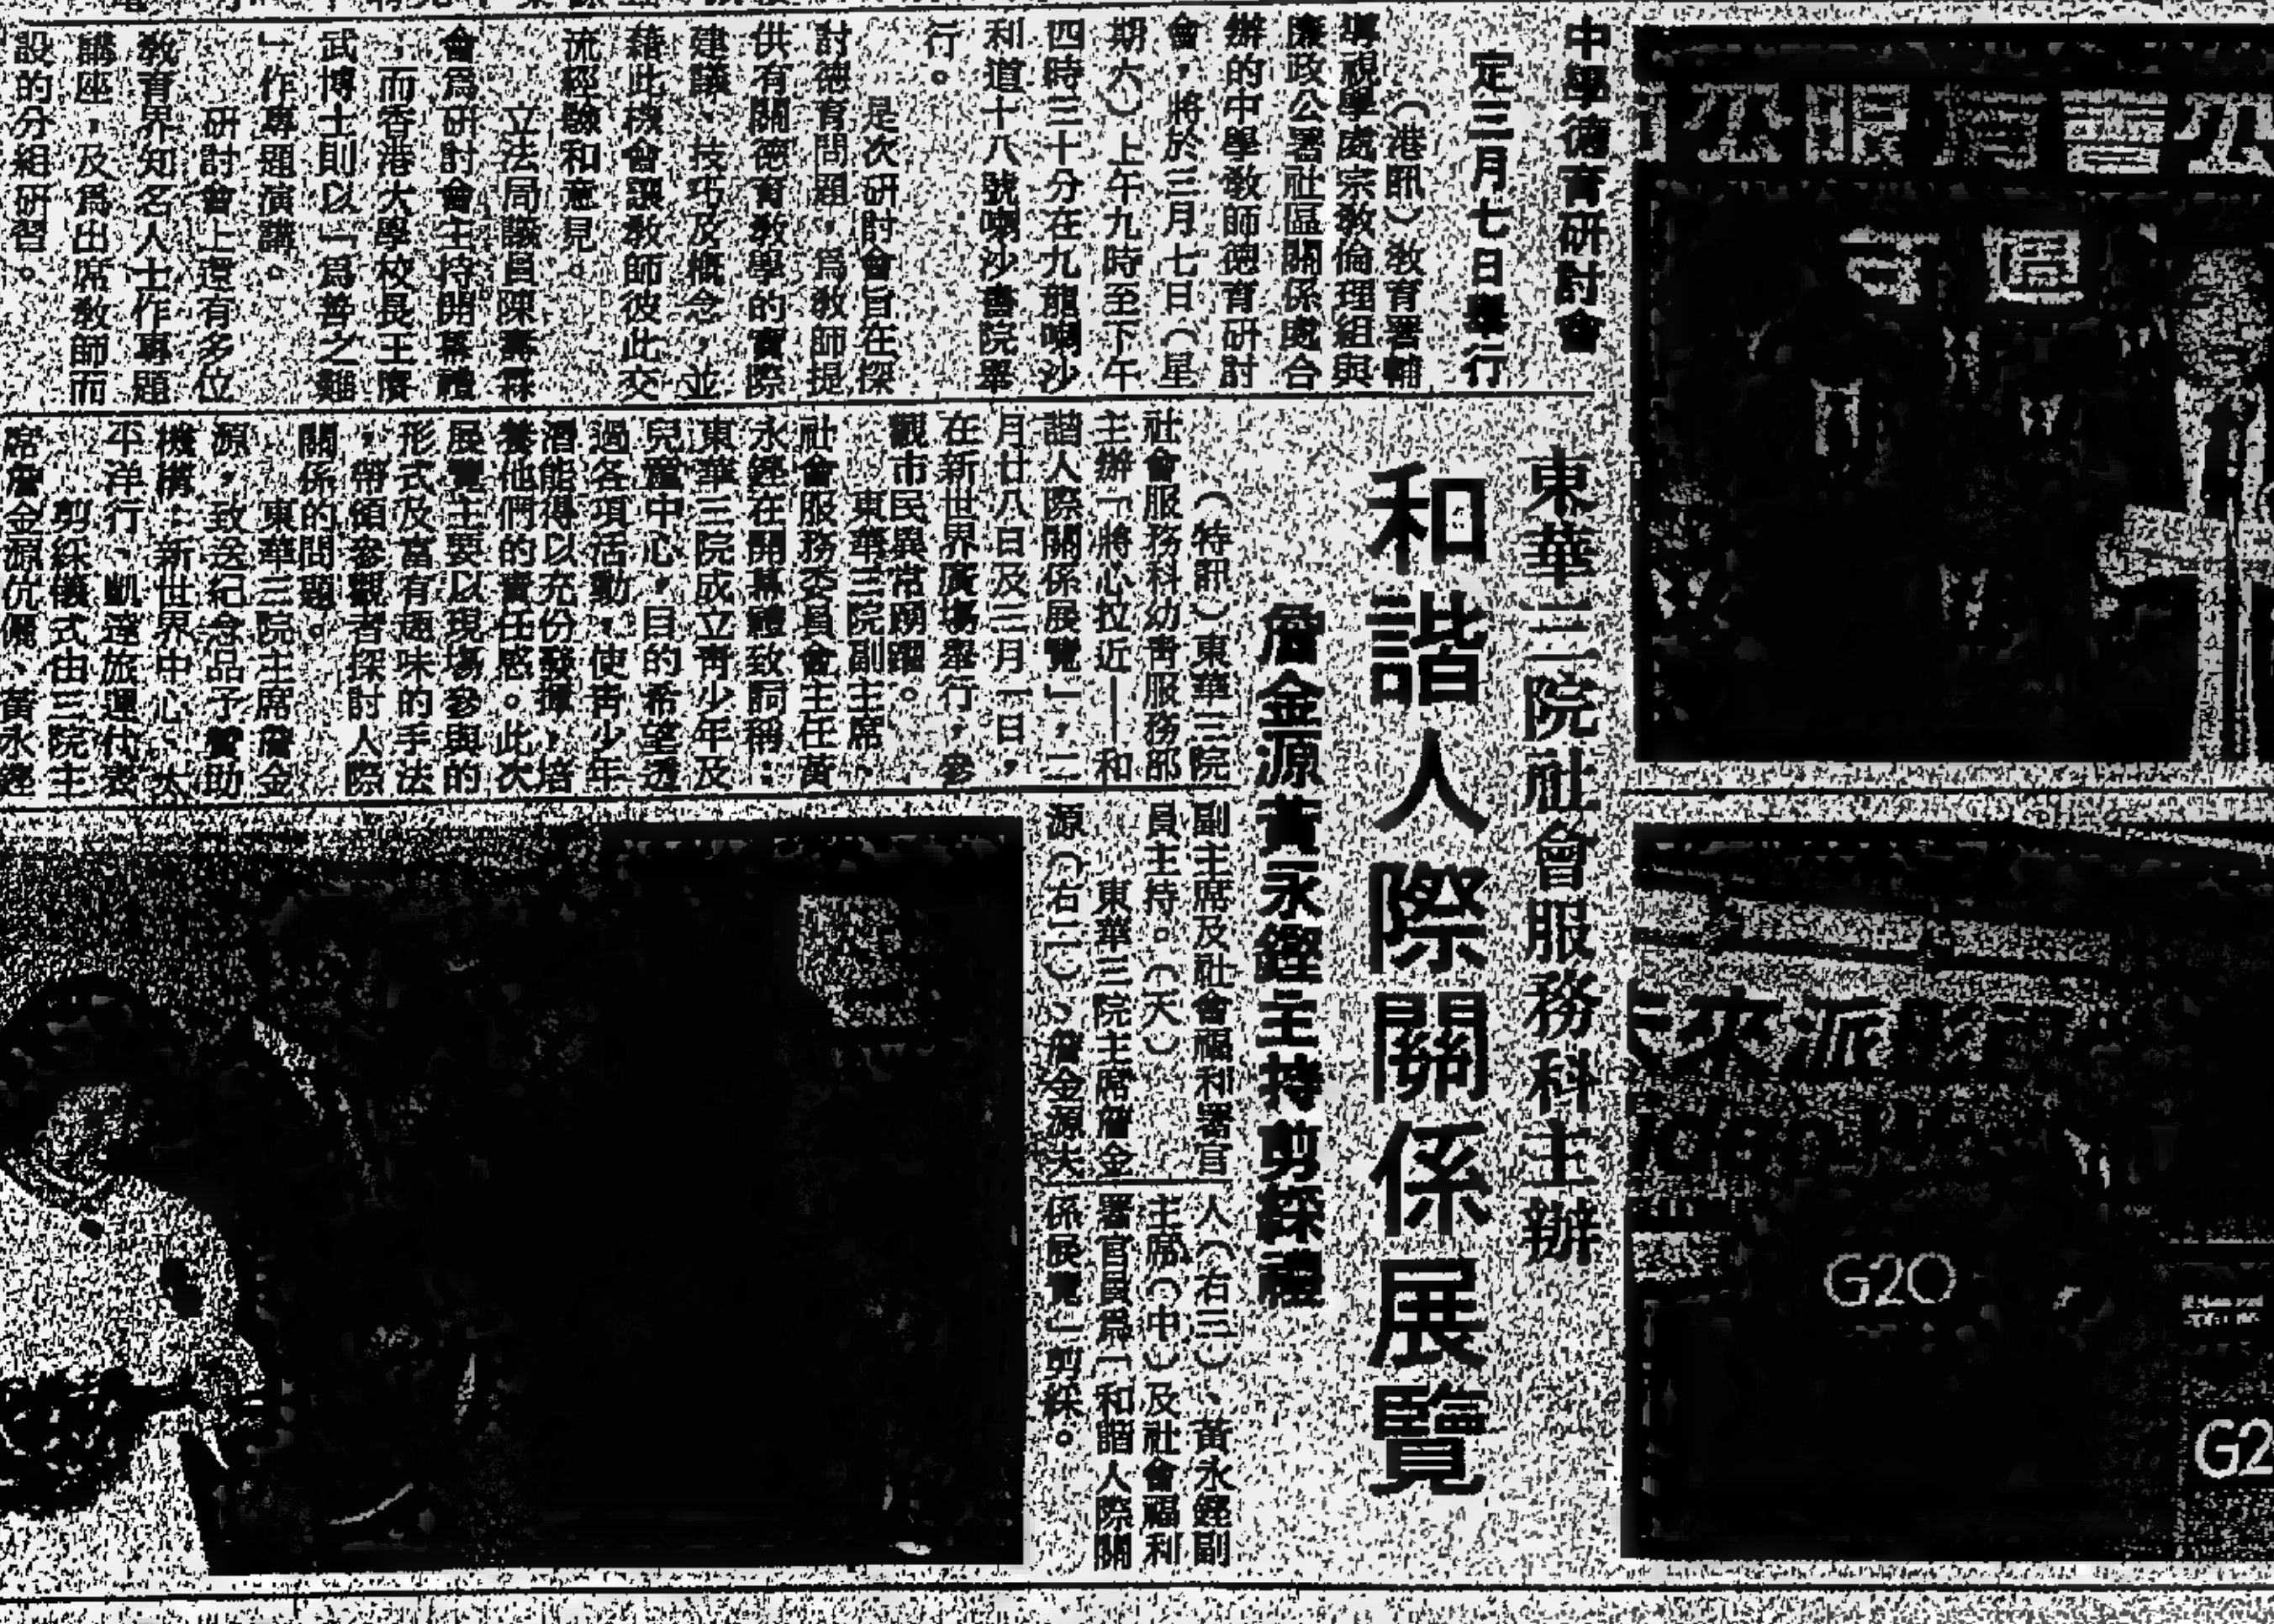 中學德育研討會
定三月七日舉行
（港訊）教育署輔
導視學處宗教倫理組與
廉政公署社區關係處合
辦的中學教師德育研討
會，將於三月七日（星
期六）上午九時至下午
四時三十分在九龍喇沙
利道十八號喇沙書院舉
行。
是次研討會旨在探
討德育問題，為教師提
供有關德育教學的實際
建議、技巧及概念，並
藉此機會讓教師彼此交
流經驗和意見。
立法局議員陳壽霖
會為研討會主持開幕禮
，而香港大學校長王賡
武博士則以「為善之難
」作專題演講。
研討會上還有多位
教育界知名人士作專題
講座，及為出席教師而
設的分組研習。
東華三院社會服務科主辦
和諧人際關係展覽
詹金源黃永鏗主持剪綵禮
（特訊）東華三院
社會服務科幼青服務部
主辦「將心拉近——和
諧人際關係展覽」，二
月廿八日及三月一日，
在新世界廣場舉行，參
觀市民異常踴躍。
東華三院副主席、
社會服務委員會主任黃
永鏗在開幕禮致詞稱：
東華三院成立青少年及
兒童中心，目的希望透
過各項活動，使青少年
潛能得以充份發揮，培
養他們的責任感。此次
展覽主要以現場參與的
形式及富有趣味的手法
，帶領參觀者探討人際
關係的問題。
東華三院主席詹金
源，致送紀念品予贊助
機構：新世界中心、太
平洋行、凱達旅運代表
剪綵儀式由三院主
席詹金源伉儷、黃永鏗
副主席及社會福利署官
員主持。（天）
東華三院主席詹金
源（右二）、詹金源夫
人（右三）、黃永鏗副
主席（中）及社會福利
署官員為「和諧人際關
係展覽」剪綵。
公眼睛書公
來派彫
G2O
G2